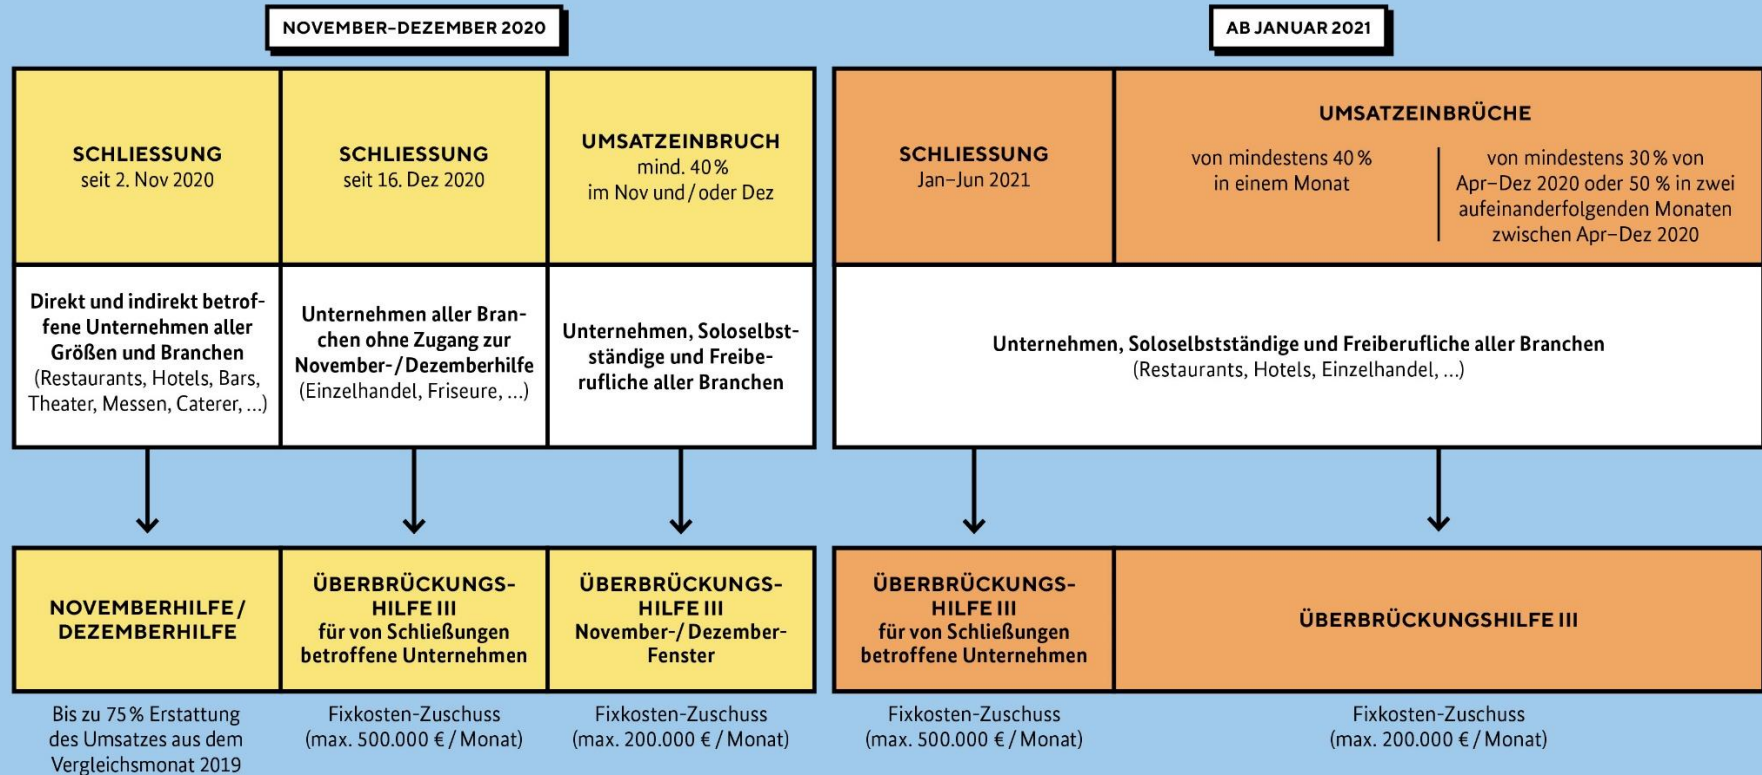 NOVEMBER–DEZEMBER 2020
SCHLIESSUNG
seit 2. Nov 2020
SCHLIESSUNG
seit 16. Dez 2020
UMSATZEINBRUCH
mind. 40 %
im Nov und / oder Dez
Direkt und indirekt betrof-
fene Unternehmen aller
Größen und Branchen
(Restaurants, Hotels, Bars,
Theater, Messen, Caterer, ...)
Unternehmen aller Bran-
chen ohne Zugang zur
November-/Dezemberhilfe
(Einzelhandel, Friseure, ...)
Unternehmen, Soloselbst-
ständige und Freibe-
rufliche aller Branchen
NOVEMBERHILFE /
DEZEMBERHILFE
ÜBERBRÜCKUNGS-
HILFE III
für von Schließungen
betroffene Unternehmen
ÜBERBRÜCKUNGS-
HILFE III
November-/ Dezember-
Fenster
Bis zu 75 % Erstattung
des Umsatzes aus dem
Vergleichsmonat 2019
Fixkosten-Zuschuss
(max. 500.000 € / Monat)
Fixkosten-Zuschuss
(max. 200.000 € / Monat)
AB JANUAR 2021
SCHLIESSUNG
Jan–Jun 2021
UMSATZEINBRÜCHE
von mindestens 40 %
in einem Monat
von mindestens 30 % von
Apr–Dez 2020 oder 50 % in zwei
aufeinanderfolgenden Monaten
zwischen Apr–Dez 2020
Unternehmen, Soloselbstständige und Freiberufliche aller Branchen
(Restaurants, Hotels, Einzelhandel, ...)
ÜBERBRÜCKUNGS-
HILFE III
für von Schließungen
betroffene Unternehmen
ÜBERBRÜCKUNGSHILFE III
Fixkosten-Zuschuss
(max. 500.000 € / Monat)
Fixkosten-Zuschuss
(max. 200.000 € / Monat)